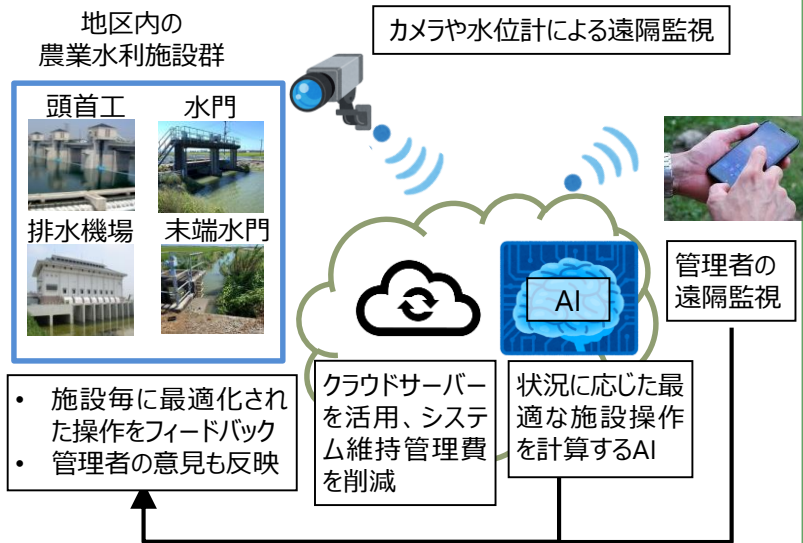 地区内の
農業水利施設群
カメラや水位計による遠隔監視
頭首工
水門
排水機場
末端水門
AI
管理者の
遠隔監視
• 施設毎に最適化され
た操作をフィードバック
• 管理者の意見も反映
クラウドサーバー
を活用、システ
ム維持管理費
を削減
状況に応じた最
適な施設操作
を計算するAI